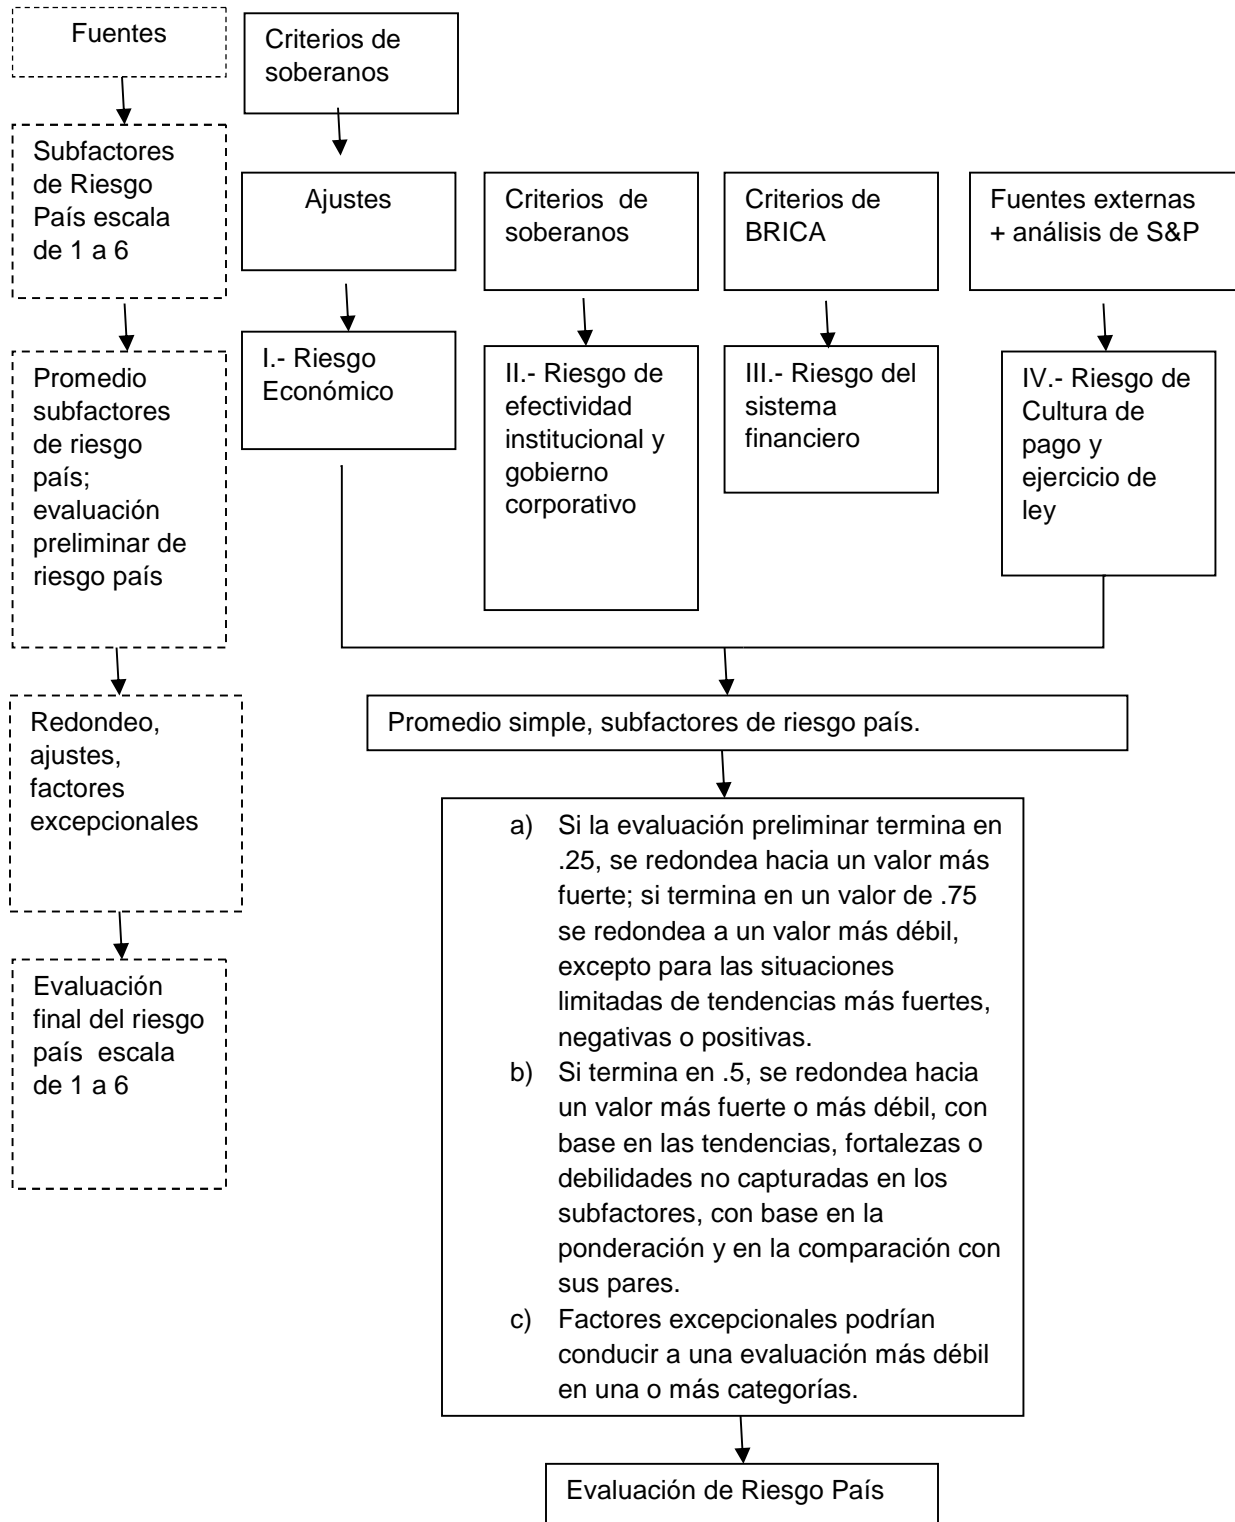 Fuentes
Subfactores
de Riesgo
País escala
de 1 a 6
Promedio
subfactores
de riesgo
país;
evaluación
preliminar de
riesgo país
Redondeo,
ajustes,
factores
excepcionales
Evaluación
final del riesgo
país escala
de 1 a 6
Criterios de
soberanos
Ajustes
I.- Riesgo
Económico
Criterios de
soberanos
II.- Riesgo de
efectividad
institucional y
gobierno
corporativo
Criterios de
BRICA
III.- Riesgo del
sistema
financiero
Fuentes externas
+ análisis de S&P
IV.- Riesgo de
Cultura de
pago y
ejercicio de
ley
Promedio simple, subfactores de riesgo país.
a) Si la evaluación preliminar termina en
.25, se redondea hacia un valor más
fuerte; si termina en un valor de .75
se redondea a un valor más débil,
excepto para las situaciones
limitadas de tendencias más fuertes,
negativas o positivas.
b) Si termina en .5, se redondea hacia
un valor más fuerte o más débil, con
base en las tendencias, fortalezas o
debilidades no capturadas en los
subfactores, con base en la
ponderación y en la comparación con
sus pares.
c) Factores excepcionales podrían
conducir a una evaluación más débil
en una o más categorías.
Evaluación de Riesgo País